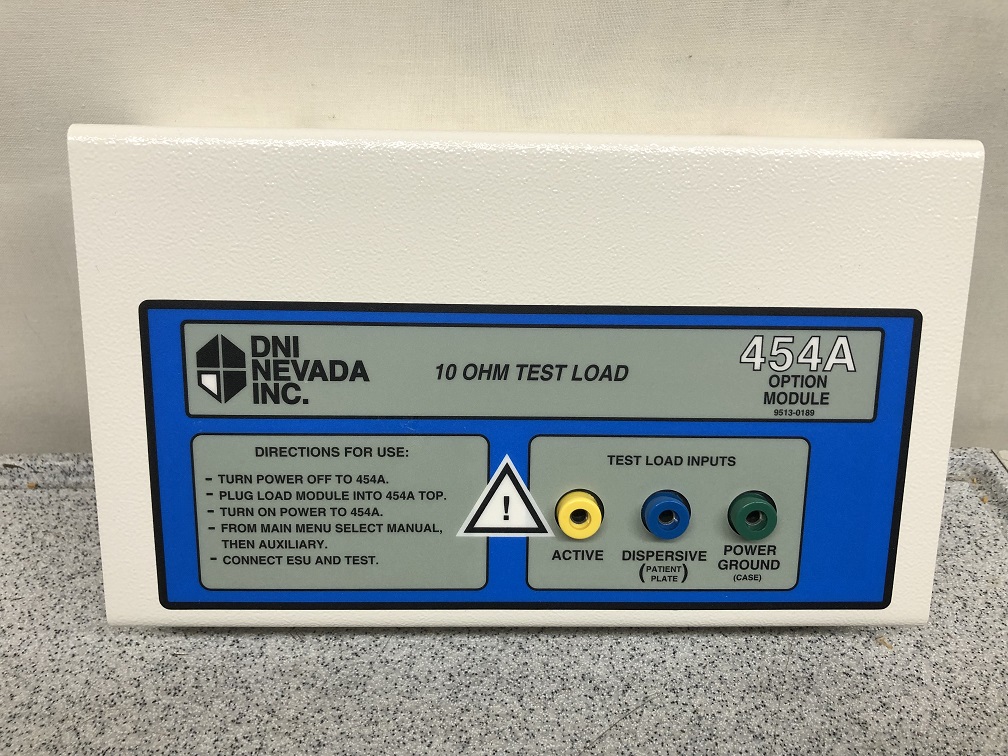 DNI
NEVADA
INC.
10 OHM TEST LOAD
454A
OPTION
MODULE
9513-0189
DIRECTIONS FOR USE:
- TURN POWER OFF TO 454A.
- PLUG LOAD MODULE INTO 454A TOP.
- TURN ON POWER TO 454A.
- FROM MAIN MENU SELECT MANUAL,
THEN AUXILIARY.
- CONNECT ESU AND TEST.
!
TEST LOAD INPUTS
ACTIVE
DISPERSIVE
(PATIENT
PLATE)
POWER
GROUND
(CASE)